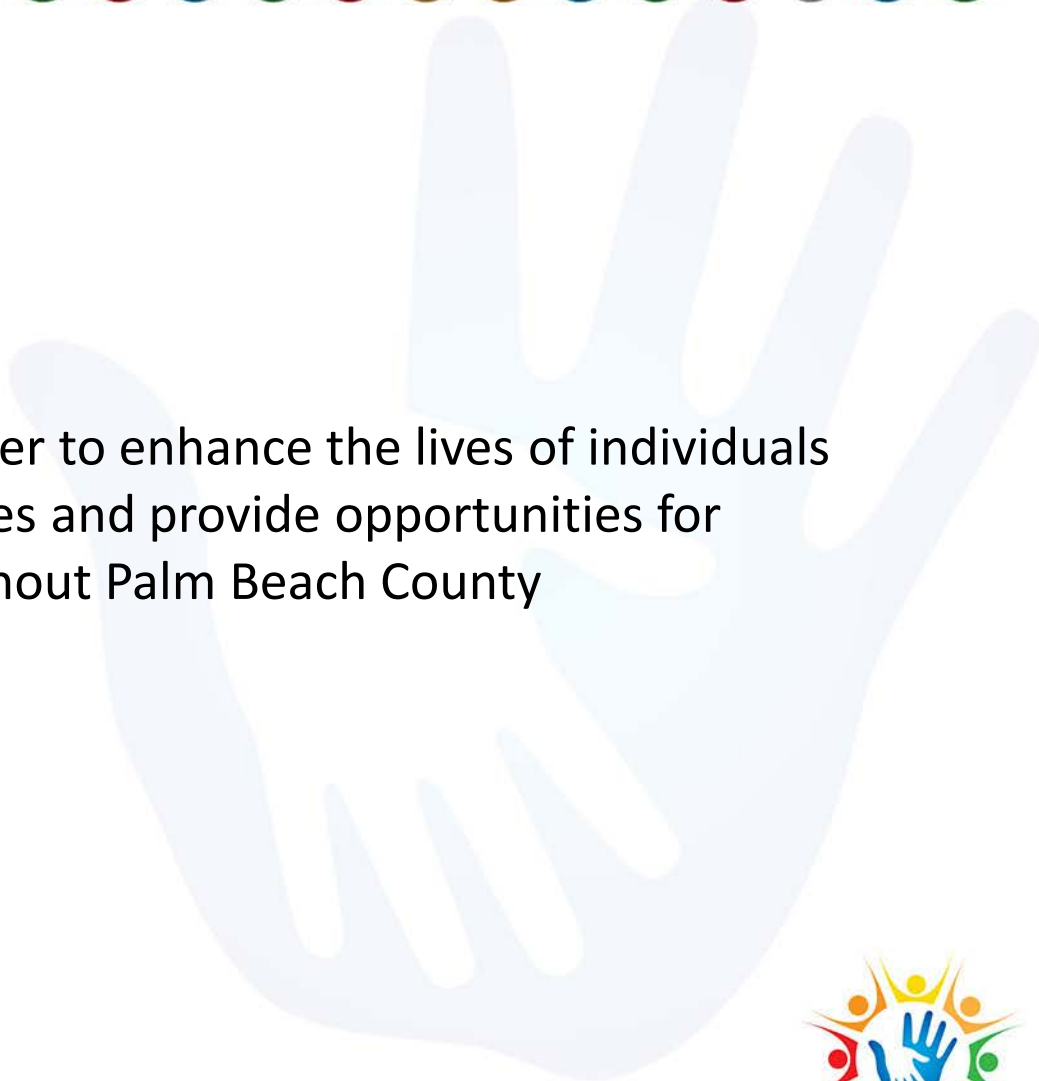 er to enhance the lives of individuals
es and provide opportunities for
hout Palm Beach County